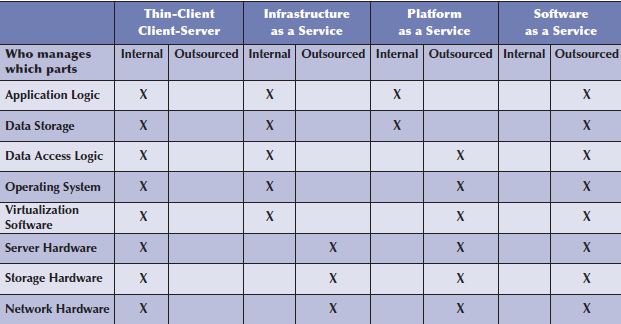 Thin-Client Client-Server Infrastructure as a Service Platform as a Service Software as a Service
Who manages which parts Internal Outsourced Internal Outsourced Internal Outsourced Internal Outsourced
Application Logic X X X X
Data Storage X X X X
Data Access Logic X X X X
Operating System X X X X
Virtualization Software X X X X
Server Hardware X X X X
Storage Hardware X X X X
Network Hardware X X X X